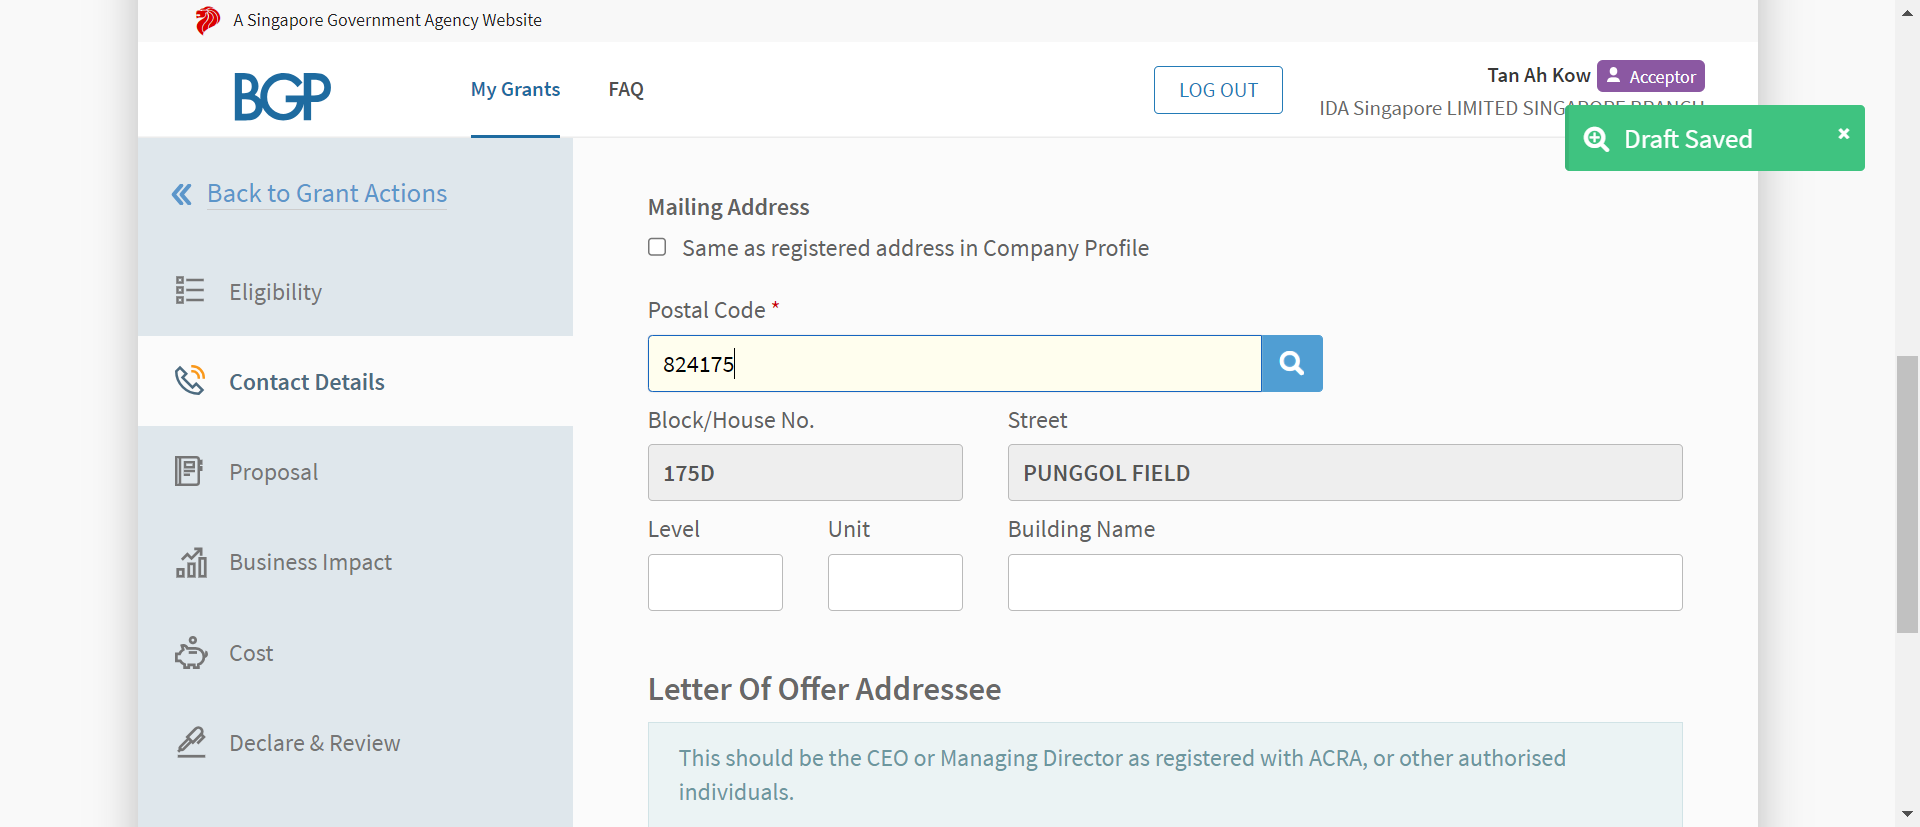 A Singapore Government Agency Website
BGP
My Grants
FAQ
LOG OUT
Tan Ah Kow
Acceptor
IDA Singapore LIMITED SINGAPORE BRANCH
Draft Saved
Back to Grant Actions
Eligibility
Contact Details
Proposal
Business Impact
Cost
Declare & Review
Mailing Address
Same as registered address in Company Profile
Postal Code *
824175
Block/House No.
Street
175D
PUNGGOL FIELD
Level
Unit
Building Name
Letter Of Offer Addressee
This should be the CEO or Managing Director as registered with ACRA, or other authorised
individuals.